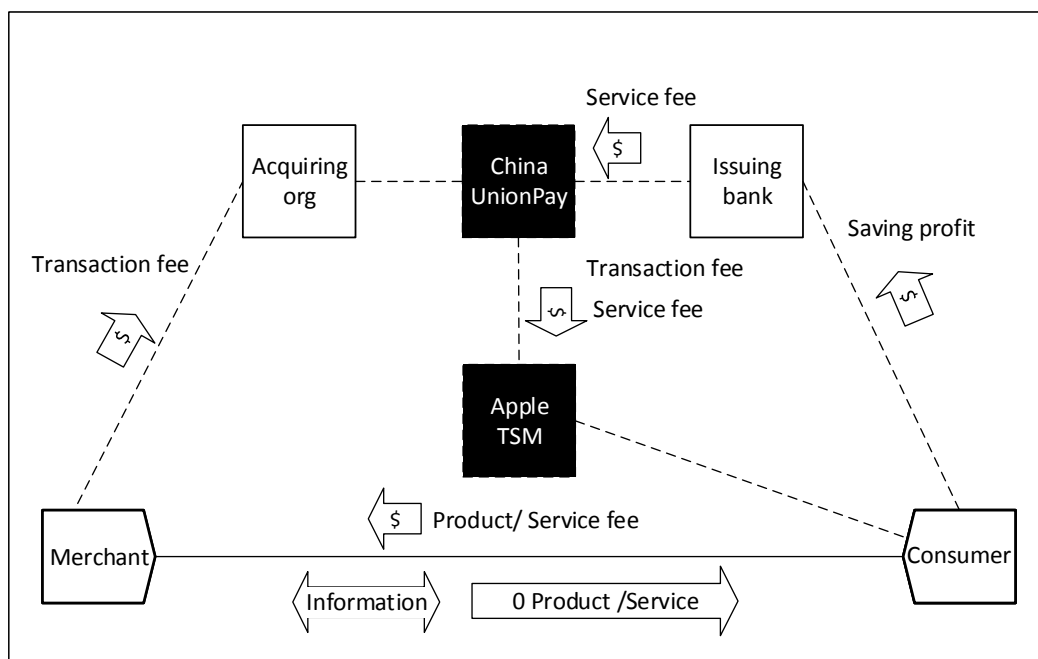 Service fee
$
Acquiring
org
China
UnionPay
Issuing
bank
Saving profit
Transaction fee
$
Transaction fee
$
Service fee
$
Apple
TSM
$
Product/ Service fee
Merchant
Consumer
Information
0 Product /Service